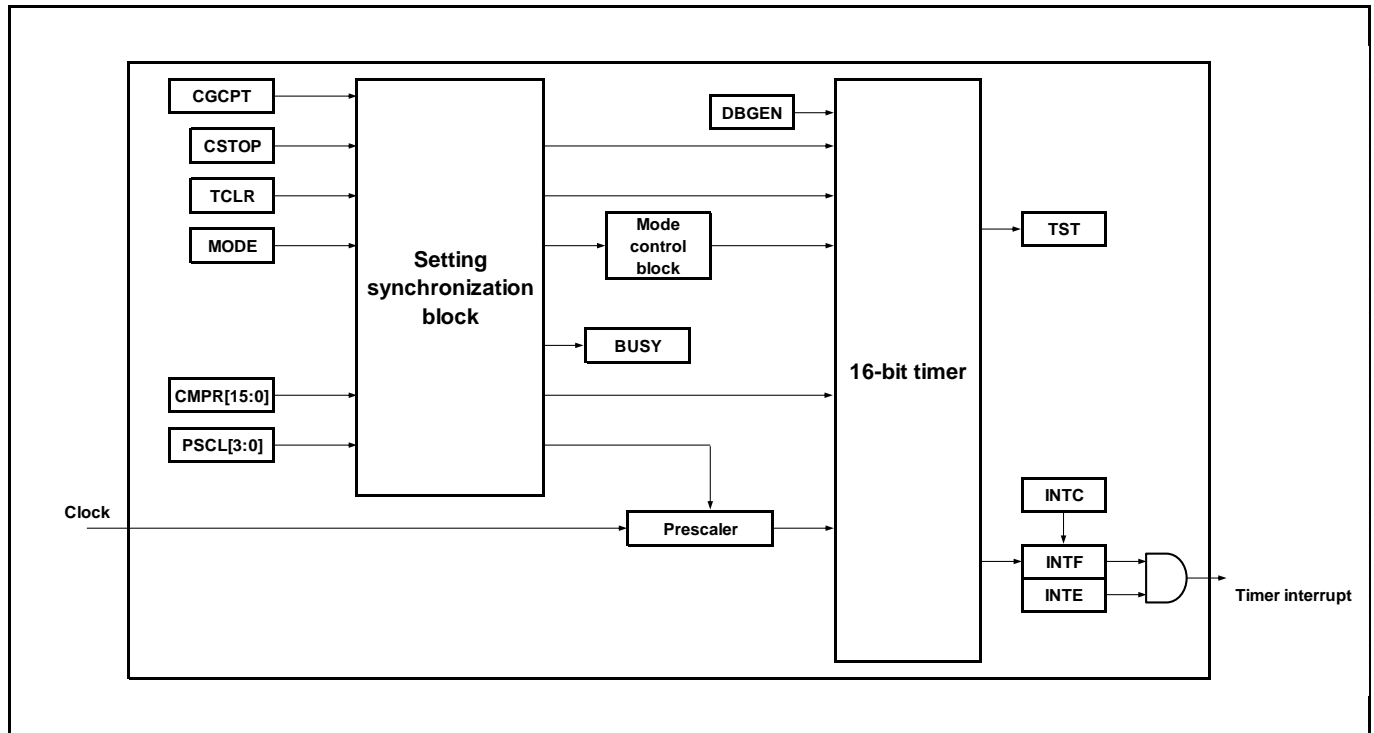 CGCPT
CSTOP
TCLR
MODE
CMPR[15:0]
PSCL[3:0]
Clock
Setting
synchronization
block
DBGEN
Mode
control
block
BUSY
Prescaler
16-bit timer
TST
INTC
INTF
INTE
Timer interrupt